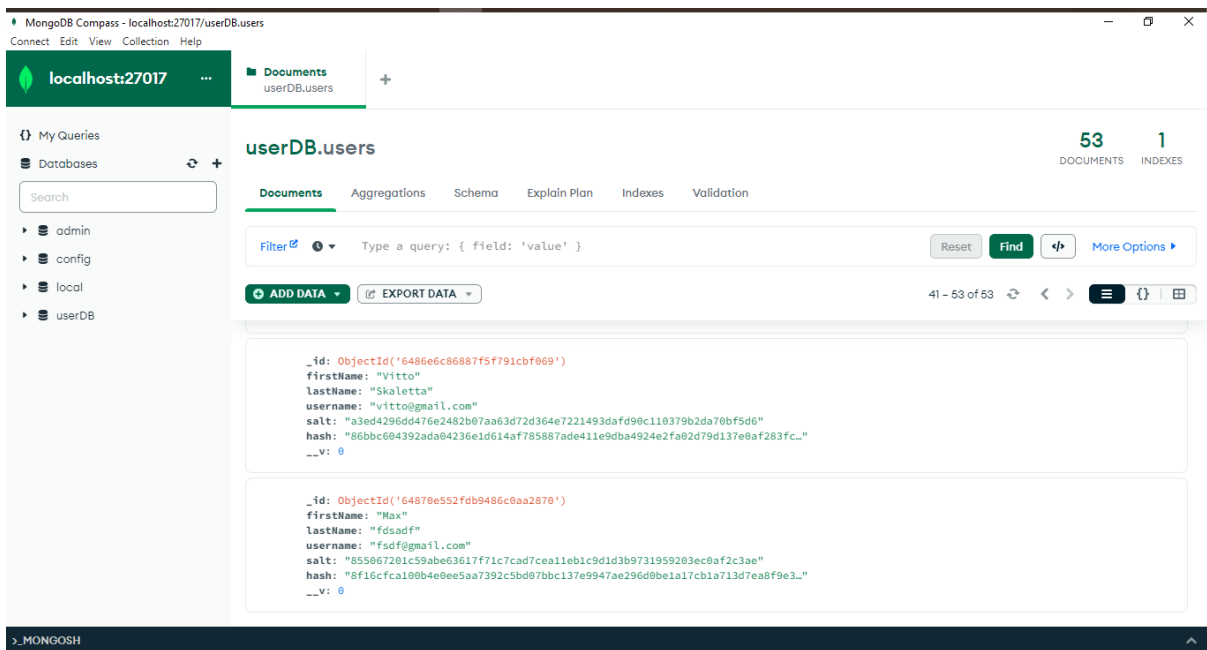 MongoDB Compass - localhost:27017/userDB.users
Connect Edit View Collection Help
localhost:27017 ...
Documents
userDB.users
+
{} My Queries
Databases
+
Search
admin
config
local
userDB
userDB.users
53
DOCUMENTS
1
INDEXES
Documents Aggregations Schema Explain Plan Indexes Validation
Filter Type a query: { field: 'value' } Reset Find </> More Options
ADD DATA EXPORT DATA 41 – 53 of 53 {}
_id: ObjectId('6486e6c86887f5f791cbf069')
firstName: "Vitto"
lastName: "Skaletta"
username: "vitto@gmail.com"
salt: "a3ed4296dd476e2482b07aa63d72d364e7221493dafd90c110379b2da70bf5d6"
hash: "86bbc604392ada04236e1d614af785887ade411e9dba4924e2fa02d79d137e0af283fc…"
__v: 0
_id: ObjectId('64870e552fdb9486c0aa2870')
firstName: "Max"
lastName: "fdsadf"
username: "fsdf@gmail.com"
salt: "855067201c59abe63617f71c7cad7cea11eb1c9d1d3b9731959203ec0af2c3ae"
hash: "8f16cfca100b4e0ee5aa7392c5bd07bbc137e9947ae296d0be1a17cb1a713d7ea8f9e3…"
__v: 0
>_MONGOSH